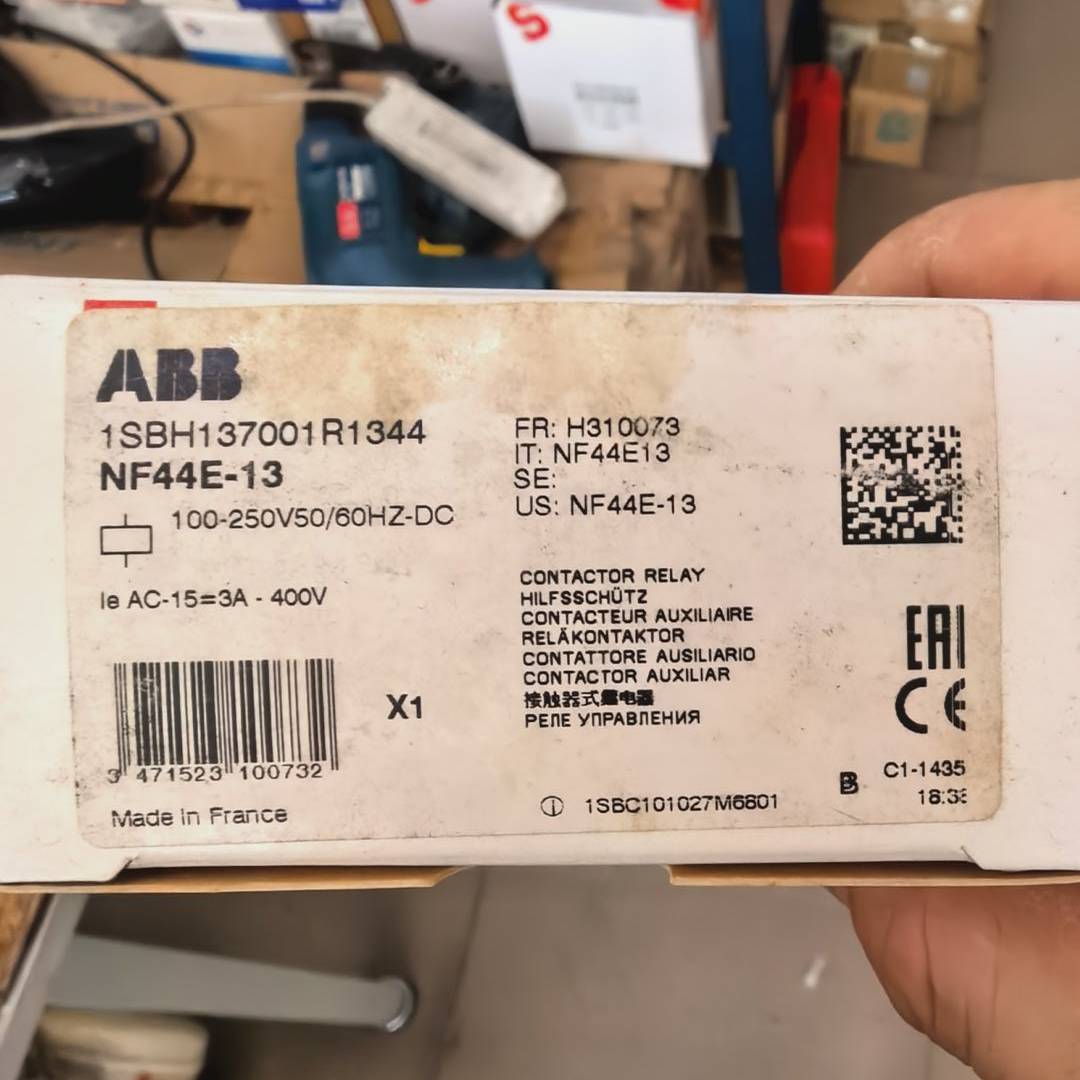 ABB
1SBH137001R1344
NF44E-13
100-250V50/60HZ-DC
Ie AC-15=3A - 400V
X1
3 471523 100732
Made in France
FR: H310073
IT: NF44E13
SE:
US: NF44E-13
CONTACTOR RELAY
HILFSSCHÜTZ
CONTACTEUR AUXILIAIRE
RELÄKONTAKTOR
CONTATTORE AUSILIARIO
CONTACTOR AUXILIAR
接触器式继电器
РЕЛЕ УПРАВЛЕНИЯ
1SBC101027M6801
EAC
CE
B
C1-1435
S